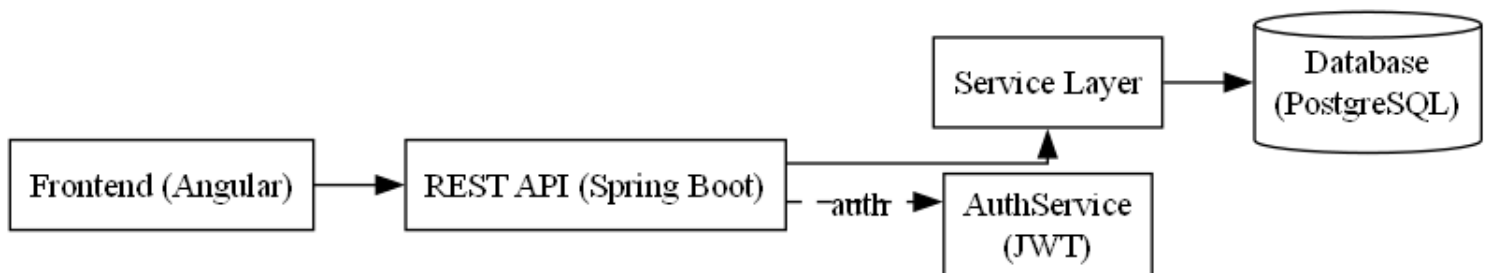 Frontend (Angular)
REST API (Spring Boot)
Service Layer
Database
(PostgreSQL)
auth
AuthService
(JWT)